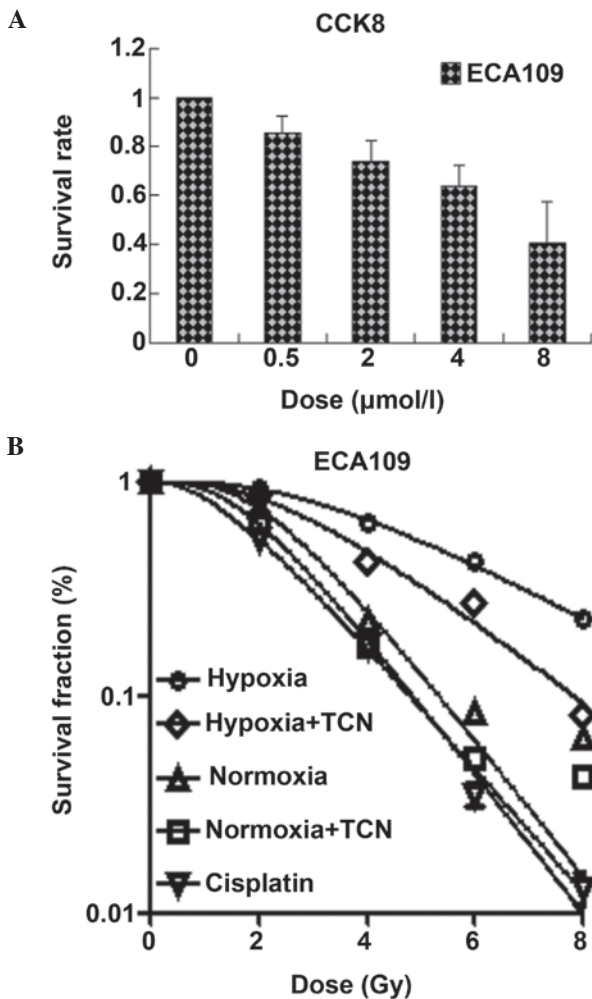 A
CCK8
ECA109
Survival rate
1.2
1
0.8
0.6
0.4
0.2
0
0 0.5 2 4 8
Dose (µmol/l)
B
ECA109
Survival fraction (%)
1
0.1
0.01
Hypoxia
Hypoxia+TCN
Normoxia
Normoxia+TCN
Cisplatin
0 2 4 6 8
Dose (Gy)